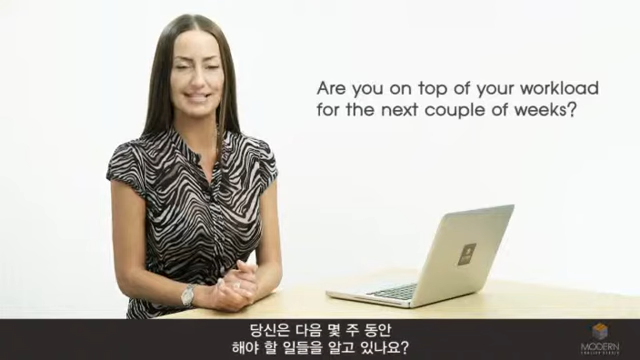 Are you on top of your workload
for the next couple of weeks?
당신은 다음 몇 주 동안
해야 할 일들을 알고 있나요?
MODERN